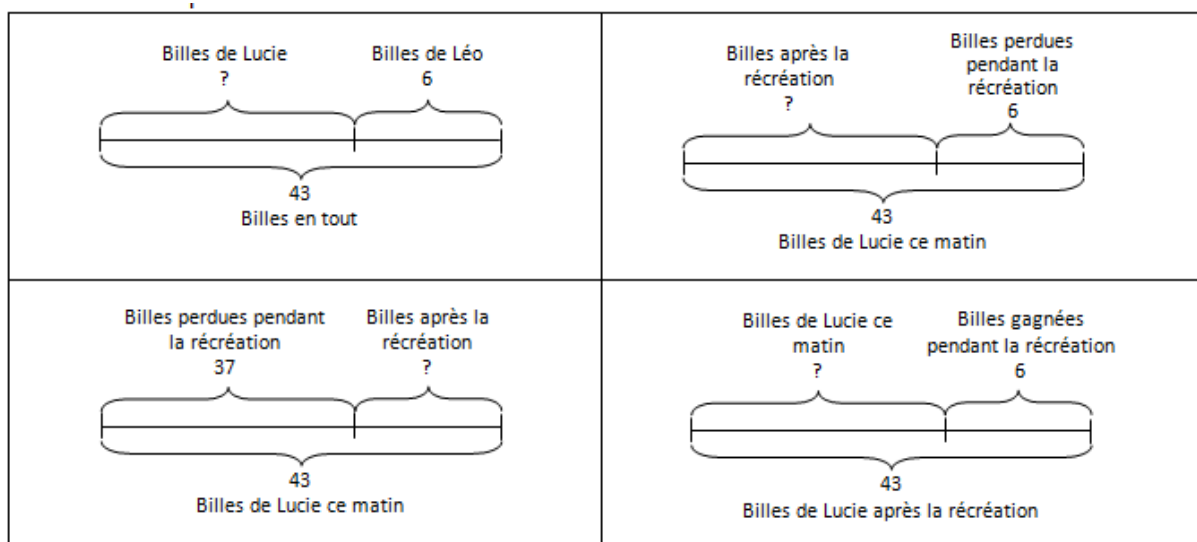 Billes de Lucie
?
Billes de Léo
6
43
Billes en tout
Billes après la
récréation
?
Billes perdues
pendant la
récréation
6
43
Billes de Lucie ce matin
Billes perdues pendant
la récréation
37
Billes après la
récréation
?
43
Billes de Lucie ce matin
Billes de Lucie ce
matin
?
Billes gagnées
pendant la récréation
6
43
Billes de Lucie après la récréation